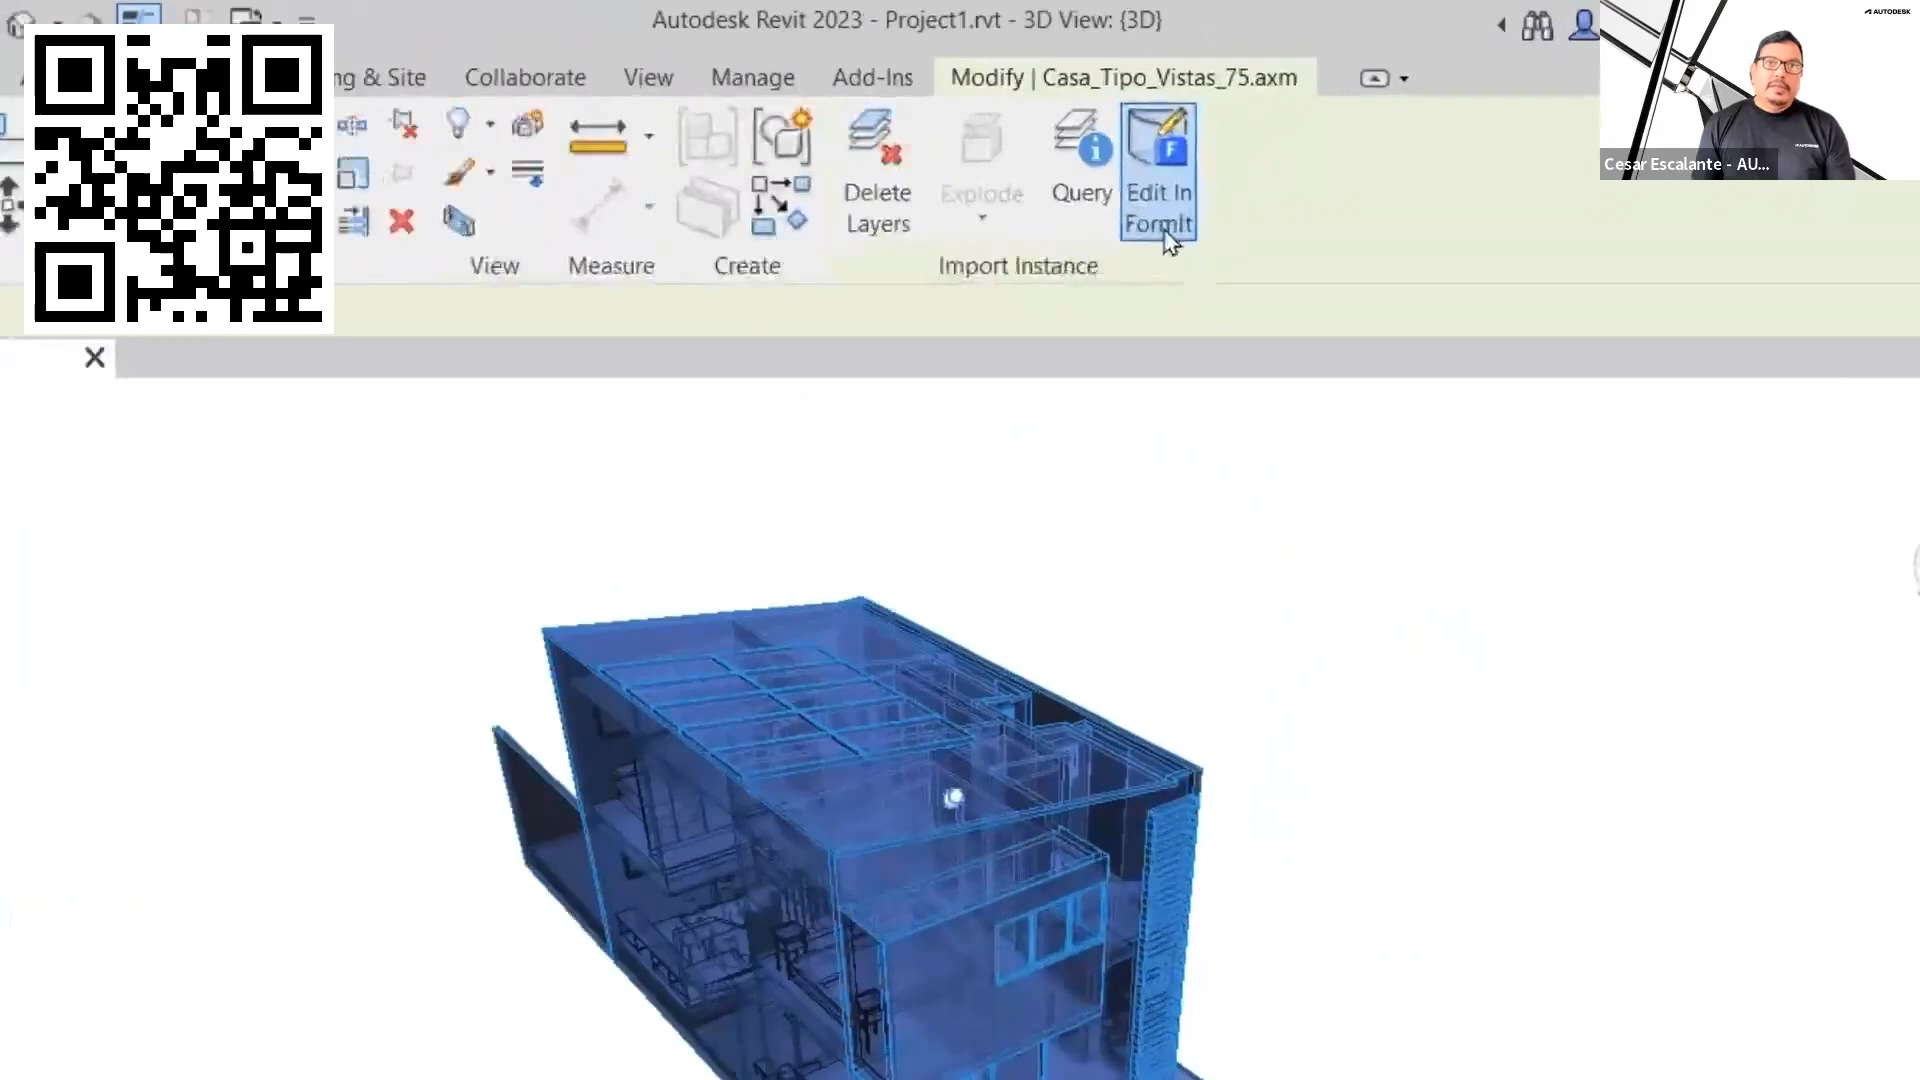 Autodesk Revit 2023 - Project1.rvt - 3D View: {3D}
AUTODESK
ng & Site Collaborate View Manage Add-Ins Modify | Casa_Tipo_Vistas_75.axm
Delete Layers
Explode
Query
Edit In FormIt
View Measure Create Import Instance
Cesar Escalante - AU...